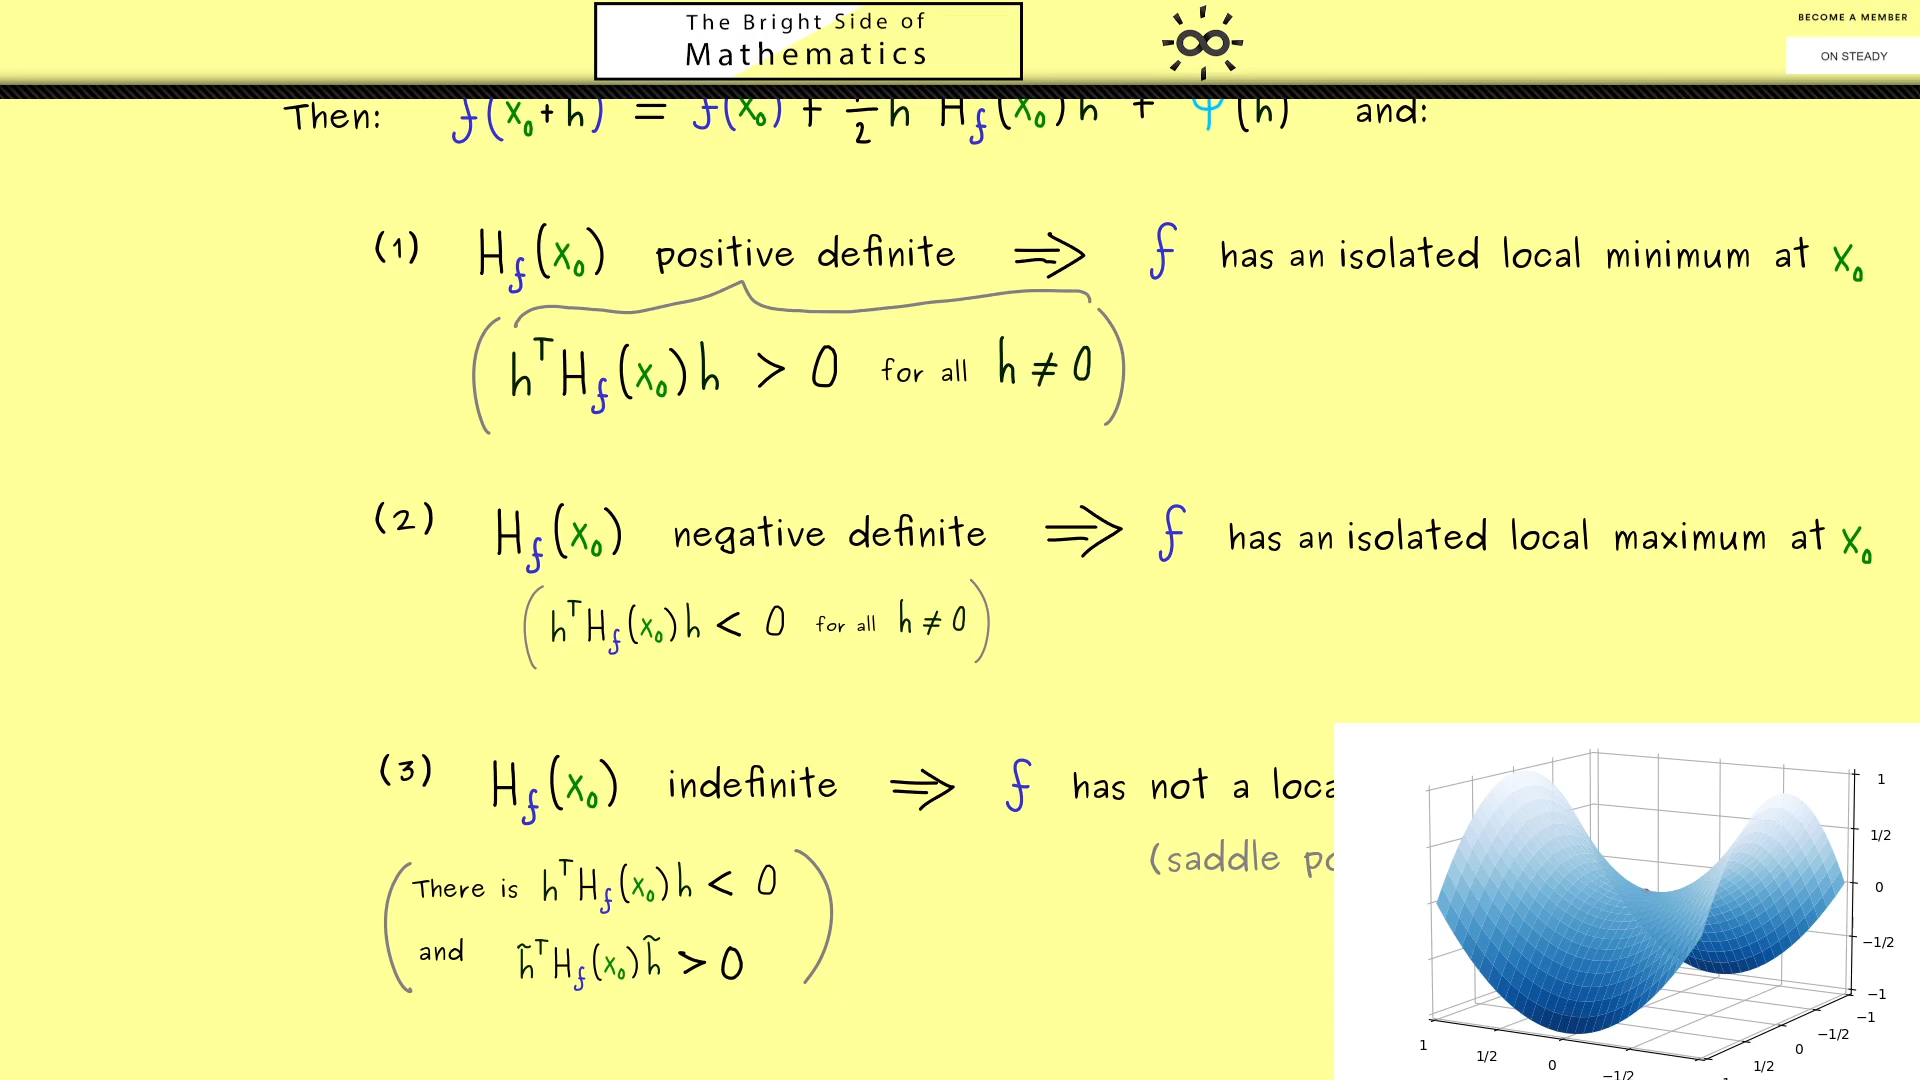 The Bright Side of
Mathematics
BECOME A MEMBER
ON STEADY
Then: f(x₀+h) = f(x₀) + ½ h H_f(x₀) h + φ(h) and:
(1) H_f(x₀) positive definite ⇒ f has an isolated local minimum at x₀
(hᵀH_f(x₀)h > 0 for all h ≠ 0)
(2) H_f(x₀) negative definite ⇒ f has an isolated local maximum at x₀
(hᵀH_f(x₀)h < 0 for all h ≠ 0)
(3) H_f(x₀) indefinite ⇒ f has not a loca
(saddle po
There is hᵀH_f(x₀)h < 0
and h̃ᵀH_f(x₀)h̃ > 0
1
1/2
0
−1/2
−1
−1
−1/2
0
1/2
1
1/2
0
−1/2